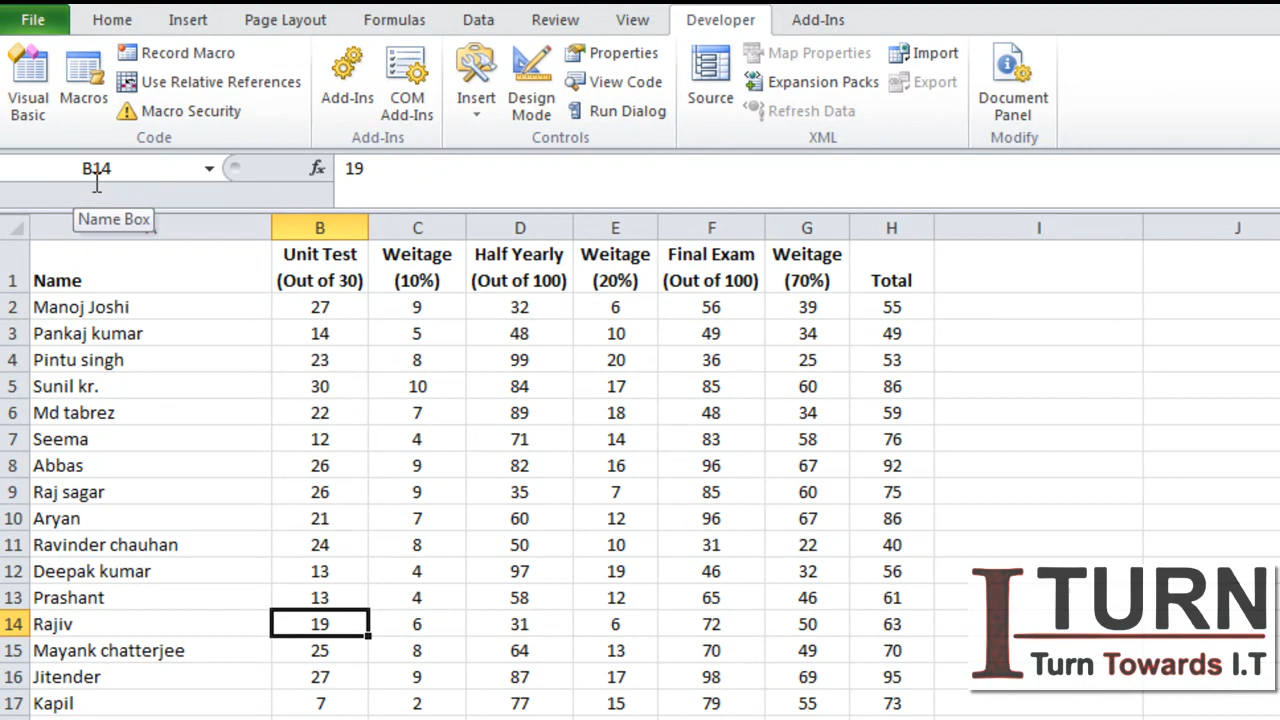 File Home Insert Page Layout Formulas Data Review View Developer Add-Ins
Visual Basic
Macros
Record Macro
Use Relative References
Macro Security
Code
Add-Ins
COM Add-Ins
Add-Ins
Insert
Design Mode
Properties
View Code
Run Dialog
Controls
Source
Map Properties
Expansion Packs
Refresh Data
Import
Export
XML
Document Panel
Modify
B14 fx 19
Name Box
A B C D E F G H I J
1 Name Unit Test (Out of 30) Weitage (10%) Half Yearly (Out of 100) Weitage (20%) Final Exam (Out of 100) Weitage (70%) Total
2 Manoj Joshi 27 9 32 6 56 39 55
3 Pankaj kumar 14 5 48 10 49 34 49
4 Pintu singh 23 8 99 20 36 25 53
5 Sunil kr. 30 10 84 17 85 60 86
6 Md tabrez 22 7 89 18 48 34 59
7 Seema 12 4 71 14 83 58 76
8 Abbas 26 9 82 16 96 67 92
9 Raj sagar 26 9 35 7 85 60 75
10 Aryan 21 7 60 12 96 67 86
11 Ravinder chauhan 24 8 50 10 31 22 40
12 Deepak kumar 13 4 97 19 46 32 56
13 Prashant 13 4 58 12 65 46 61
14 Rajiv 19 6 31 6 72 50 63
15 Mayank chatterjee 25 8 64 13 70 49 70
16 Jitender 27 9 87 17 98 69 95
17 Kapil 7 2 77 15 79 55 73
I TURN
Turn Towards I.T